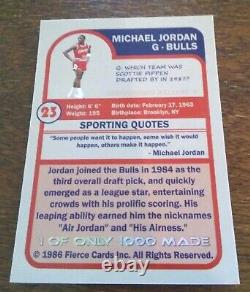 MICHAEL JORDAN
G - BULLS
Q: WHICH TEAM WAS
SCOTTIE PIPPEN
DRAFTED BY IN 1987?
23
Height: 6' 6"
Weight: 195
Birth date: February 17, 1963
Birthplace: Brooklyn, NY
SPORTING QUOTES
"Some people want it to happen, some wish it would
happen, others make it happen."
- Michael Jordan
Jordan joined the Bulls in 1984 as the
third overall draft pick, and quickly
emerged as a league star, entertaining
crowds with his prolific scoring. His
leaping ability earned him the nicknames
"Air Jordan" and "His Airness."
1 OF ONLY 1000 MADE
© 1986 Fierce Cards Inc. All Rights Reserved.